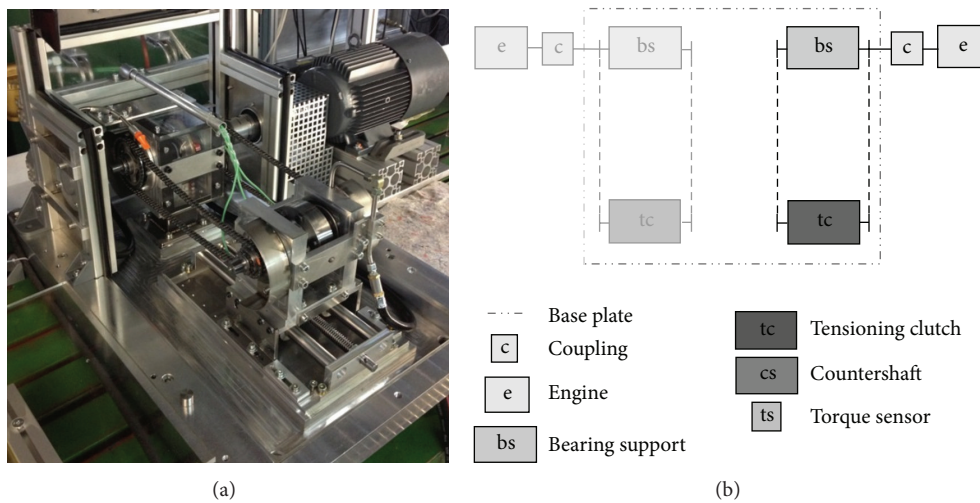 e c bs bs c e
tc tc
Base plate
c Coupling
e Engine
bs Bearing support
tc Tensioning clutch
cs Countershaft
ts Torque sensor
(a) (b)